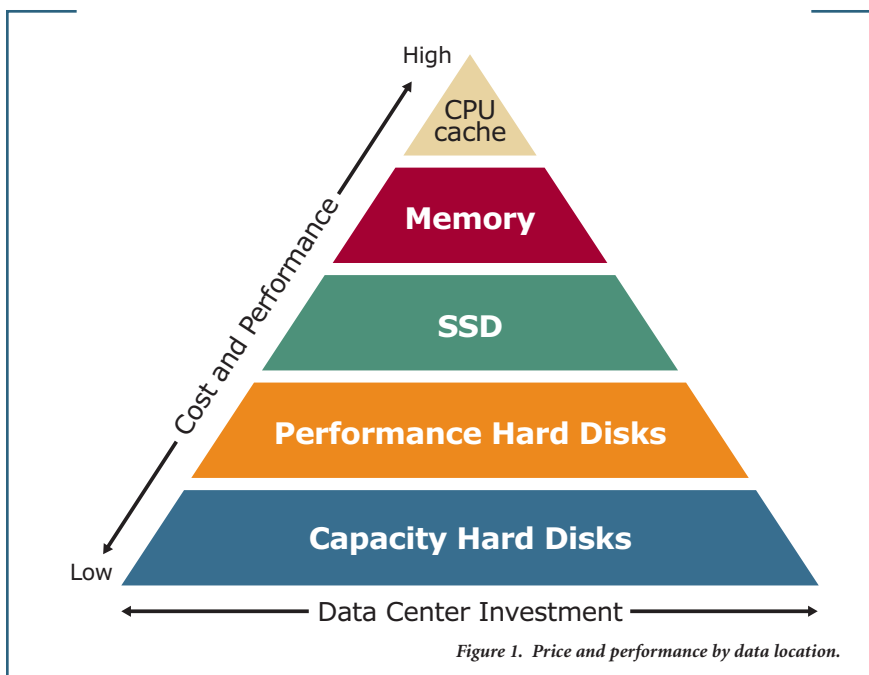 High
CPU
cache
Memory
SSD
Cost and Performance
Performance Hard Disks
Capacity Hard Disks
Low
Data Center Investment
Figure 1. Price and performance by data location.